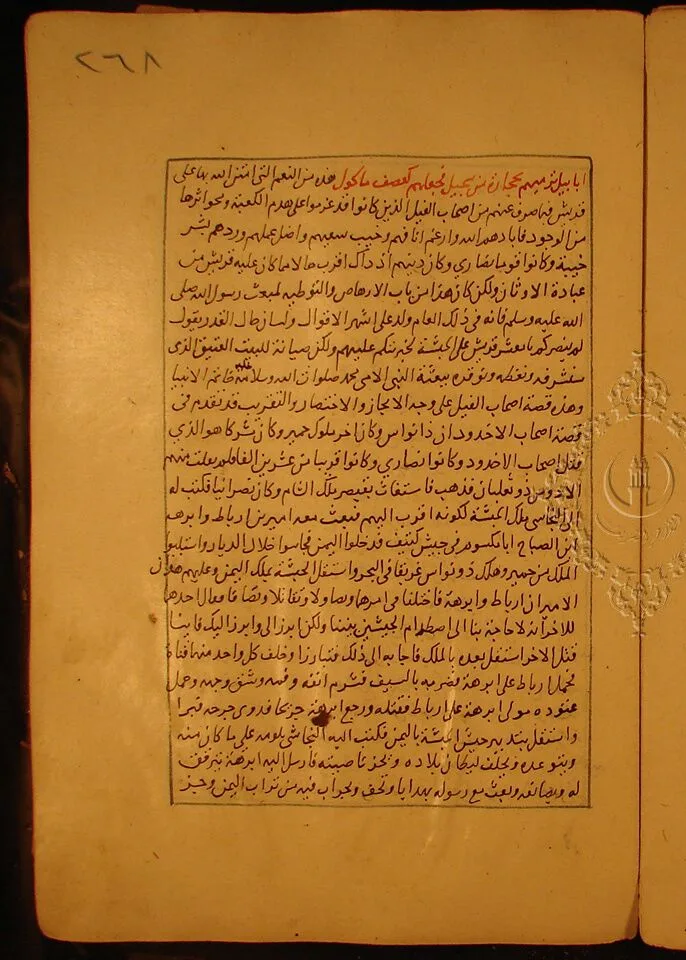 ٢٦٨
ابابيل ترميهم بحجارة من سجيل فجعلهم كعصف ماكول هذه من النعم التي امتن الله بها على
قريش فيما صرف عنهم من اصحاب الفيل الذين كانوا قد عزموا على هدم الكعبة ومحو اثرها
من الوجود فابادهم الله وارغم انافهم وخيب سعيهم واضل عملهم وردهم بشر
خيبة وكانوا قوما نصارى وكان دينهم اذ ذاك اقرب حالا مما كان عليه قريش من
عبادة الاوثان ولكن كان هذا من باب الارهاص والتوطيه لمبعث رسول الله صلى
الله عليه وسلم فانه في ذلك العام ولد على اشهر الاقوال ولسان حال القدر يقول
لم ينصركم يا معشر قريش على الحبشة لخيريتكم عليهم ولكن صيانة للبيت العتيق الذي
سنشرفه ونعظمه ونوقره ببعثة النبي الامي محمد صلوات الله وسلامه عليه خاتم الانبيا
وهذه قصة اصحاب الفيل على وجه الايجاز والاختصار والتقريب قد تقدم في
قصة اصحاب الاخدود ان ذا نواس وكان اخر ملوك حمير وكان مشركا هو الذي
قتل اصحاب الاخدود وكانوا نصارى وكانوا قريبا من عشرين الفا فلم يفلت منهم
الا دوس ذو ثعلبان فذهب فاستغاث بقيصر ملك الشام وكان نصرانيا فكتب له
الى النجاشي ملك الحبشة لكونه اقرب اليهم فبعث معه اميرين ارباط وابرهة
ابن الصباح ابا يكسوم في جيش كثيف فدخلوا اليمن فجاسوا خلال الديار واستلبوا
الملك من حمير وهلك ذو نواس غريقا في البحر واستقل الحبشة بملك اليمن وعليهم هذان
الاميران ارباط وابرهة فاختلفا في امرهما وتصاولا وتقاتلا وتصافا فقال احدهما
للاخر انه لا حاجة بنا الى اصطدام الجيشين بيننا ولكن ابرز الي وابرز اليك فاينا
قتل الاخر استقل بعده بالملك فاجابه الى ذلك فتبارزا وخلف كل واحد منهما قناة
فحمل ارباط على ابرهة فضربه بالسيف فشرم انفه وفمه وشق وجهه وحمل
عتوده مولى ابرهة على ارباط فقتله ورجع ابرهة جريحا فداوى جرحه فبرا
واستقل بتدبير جيش الحبشة باليمن فكتب اليه النجاشي يلومه على ما كان منه
ويتوعده ويحلف ليطان بلاده ويجز ناصيته فارسل اليه ابرهة يترفق
له ويصانعه وبعث مع رسوله بهدايا وتحف وبجراب فيه من تراب اليمن وجز